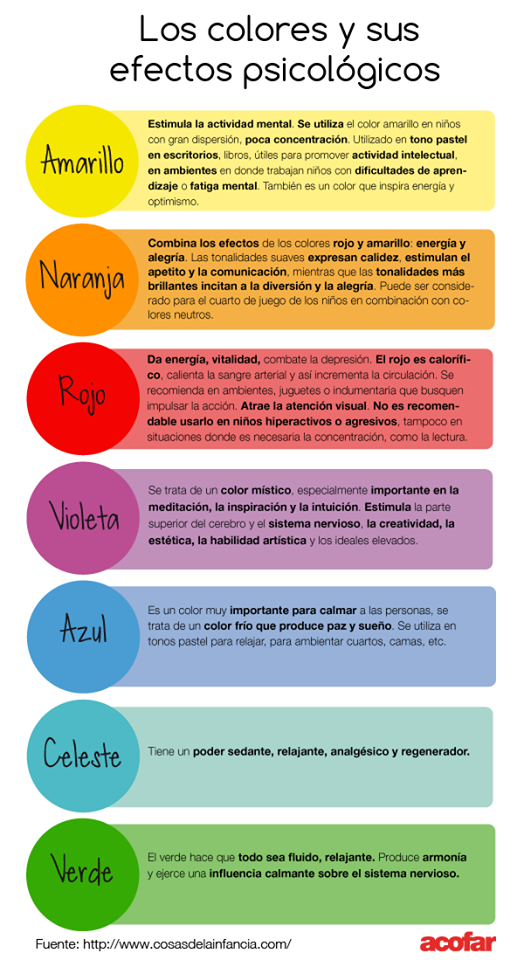 Los colores y sus
efectos psicológicos
Amarillo
Estimula la actividad mental. Se utiliza el color amarillo en niños
con gran dispersión, poca concentración. Utilizado en tono pastel
en escritorios, libros, útiles para promover actividad intelectual,
en ambientes en donde trabajan niños con dificultades de apren-
dizaje o fatiga mental. También es un color que inspira energía y
optimismo.
Naranja
Combina los efectos de los colores rojo y amarillo: energía y
alegría. Las tonalidades suaves expresan calidez, estimulan el
apetito y la comunicación, mientras que las tonalidades más
brillantes incitan a la diversión y la alegría. Puede ser conside-
rado para el cuarto de juego de los niños en combinación con co-
lores neutros.
Rojo
Da energía, vitalidad, combate la depresión. El rojo es calorífi-
co, calienta la sangre arterial y así incrementa la circulación. Se
recomienda en ambientes, juguetes o indumentaria que busquen
impulsar la acción. Atrae la atención visual. No es recomen-
dable usarlo en niños hiperactivos o agresivos, tampoco en
situaciones donde es necesaria la concentración, como la lectura.
Violeta
Se trata de un color místico, especialmente importante en la
meditación, la inspiración y la intuición. Estimula la parte
superior del cerebro y el sistema nervioso, la creatividad, la
estética, la habilidad artística y los ideales elevados.
Azul
Es un color muy importante para calmar a las personas, se
trata de un color frío que produce paz y sueño. Se utiliza en
tonos pastel para relajar, para ambientar cuartos, camas, etc.
Celeste
Tiene un poder sedante, relajante, analgésico y regenerador.
Verde
El verde hace que todo sea fluido, relajante. Produce armonía
y ejerce una influencia calmante sobre el sistema nervioso.
Fuente: http://www.cosasdelainfancia.com/
acofar